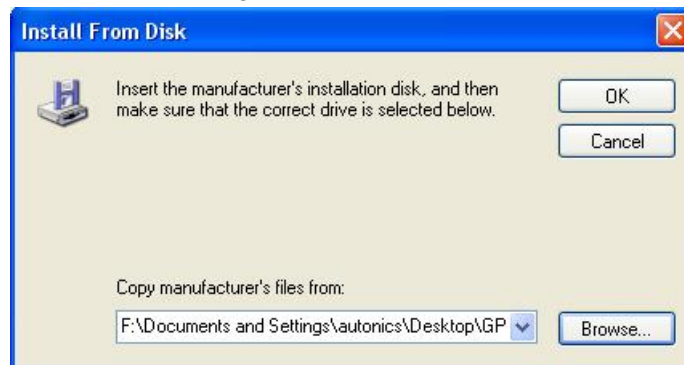 Install From Disk
Insert the manufacturer's installation disk, and then
make sure that the correct drive is selected below.
OK
Cancel
Copy manufacturer's files from:
F:\Documents and Settings\autonics\Desktop\GP
Browse...